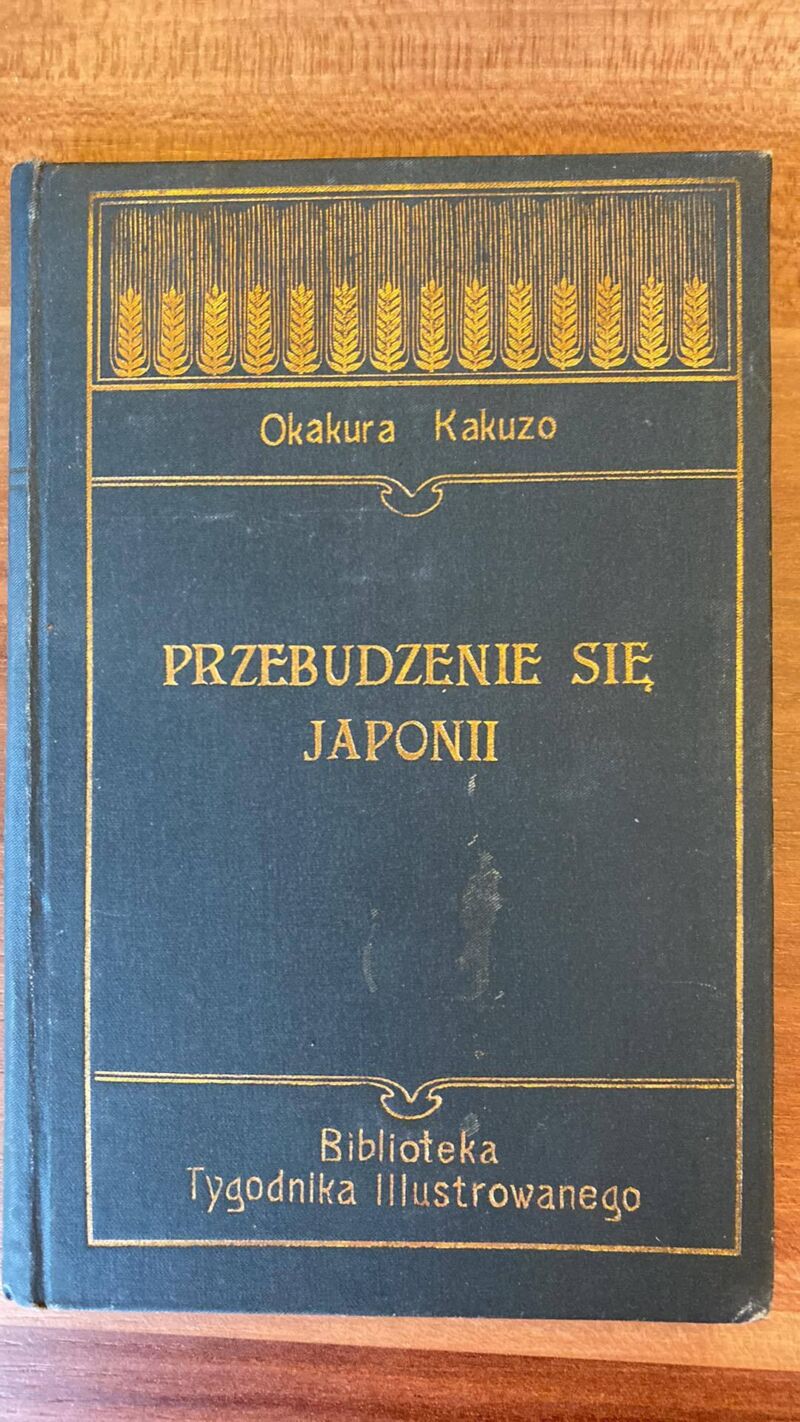 Okakura Kakuzo
PRZEBUDZENIE SIĘ
JAPONII
Biblioteka
Tygodnika Illustrowanego